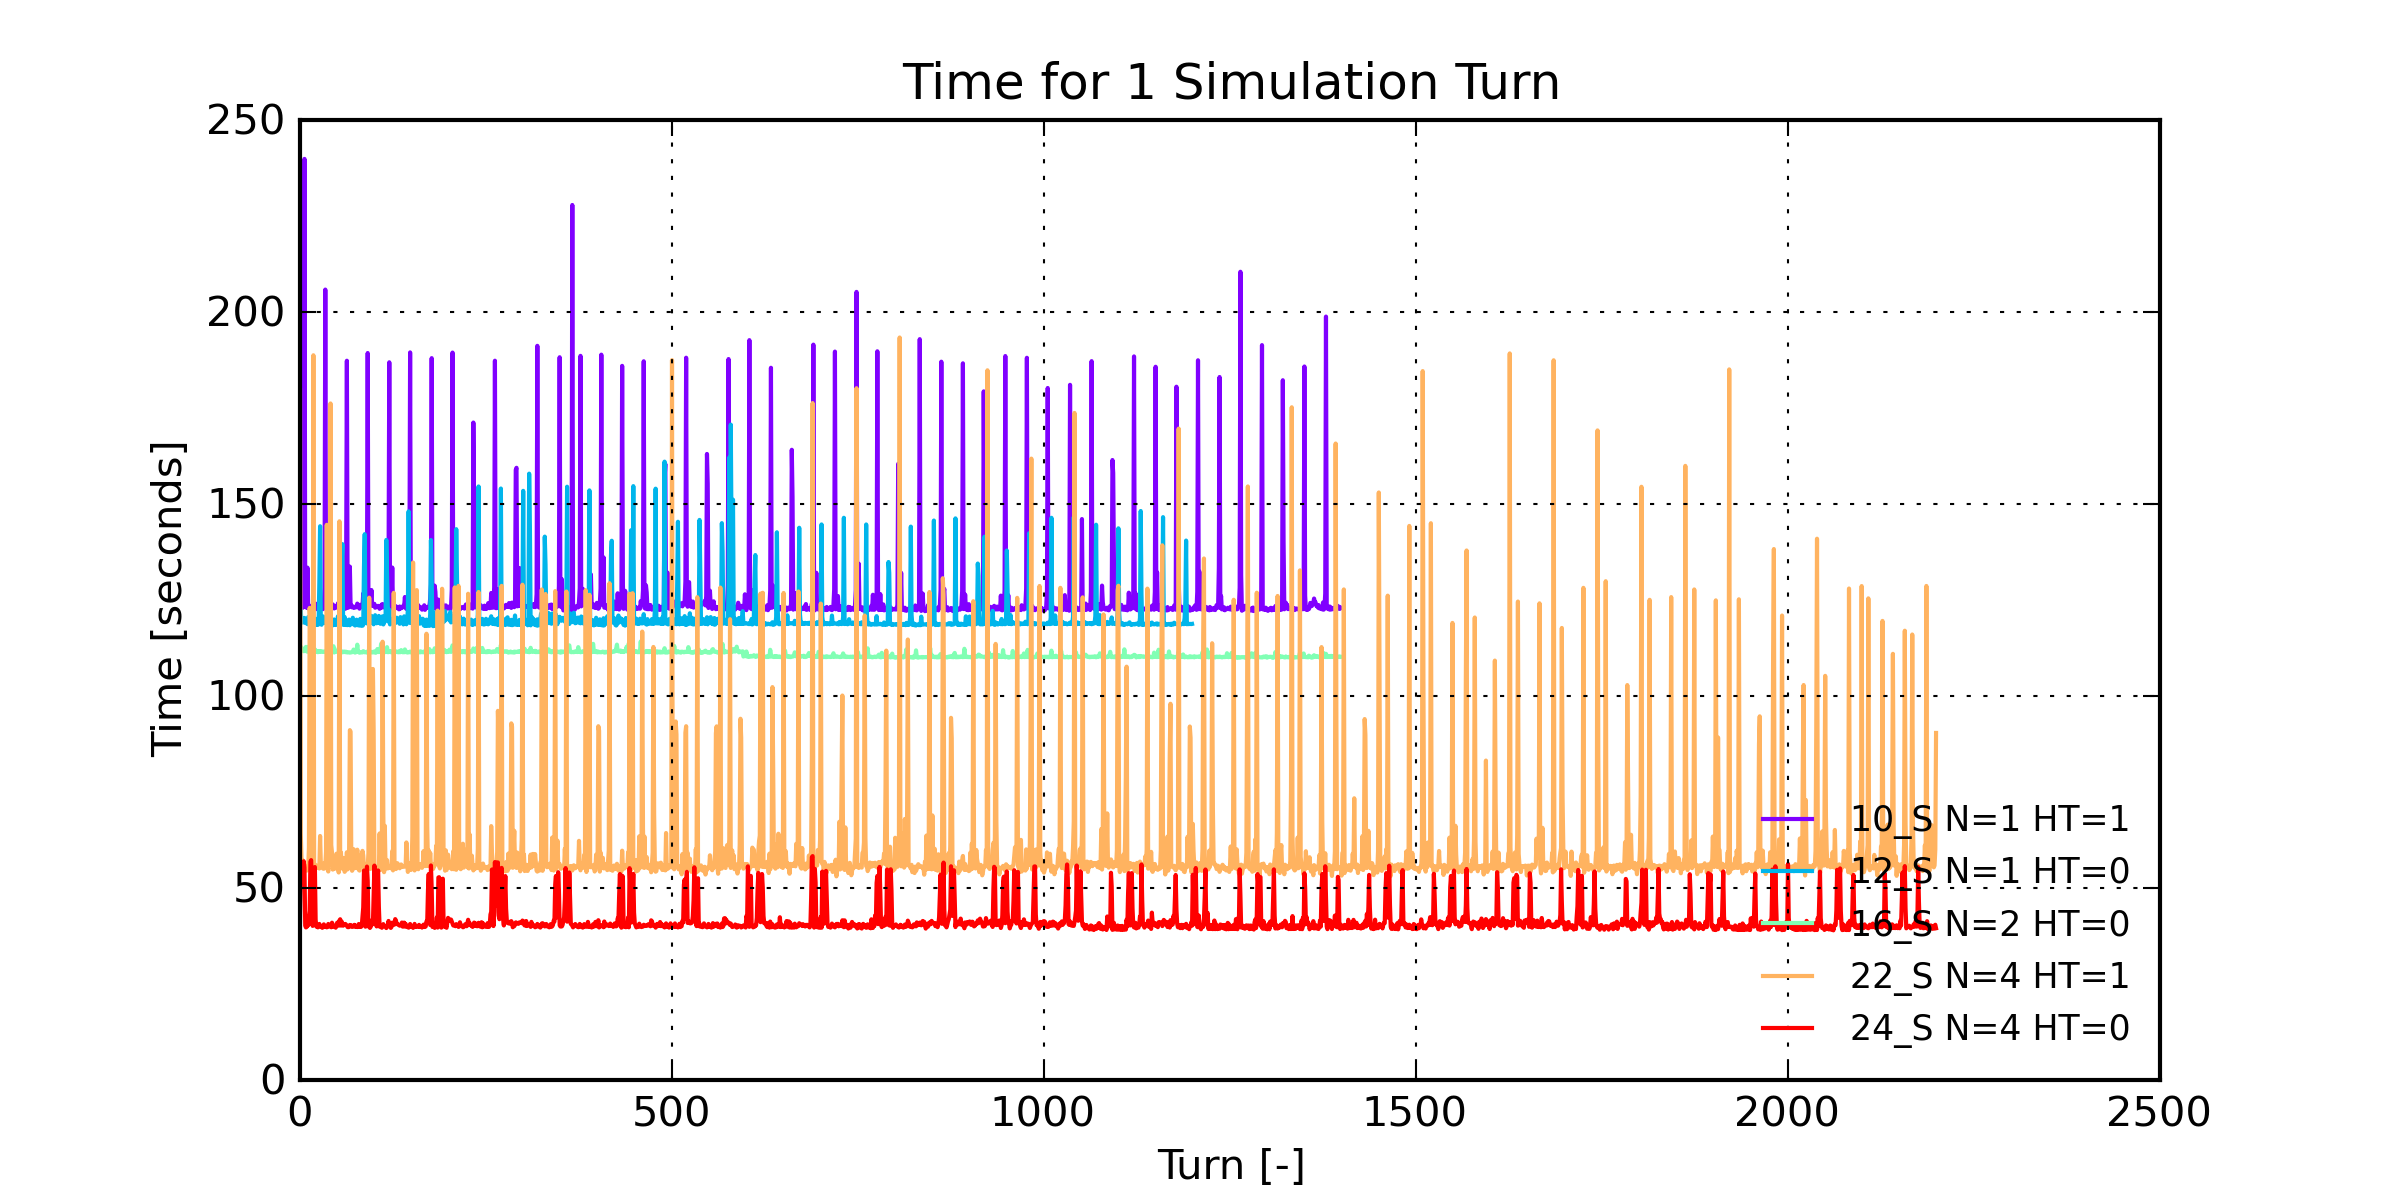 Time for 1 Simulation Turn
250
200
150
100
50
0
Time [seconds]
10_S N=1 HT=1
12_S N=1 HT=0
16_S N=2 HT=0
22_S N=4 HT=1
24_S N=4 HT=0
0 500 1000 1500 2000 2500
Turn [-]